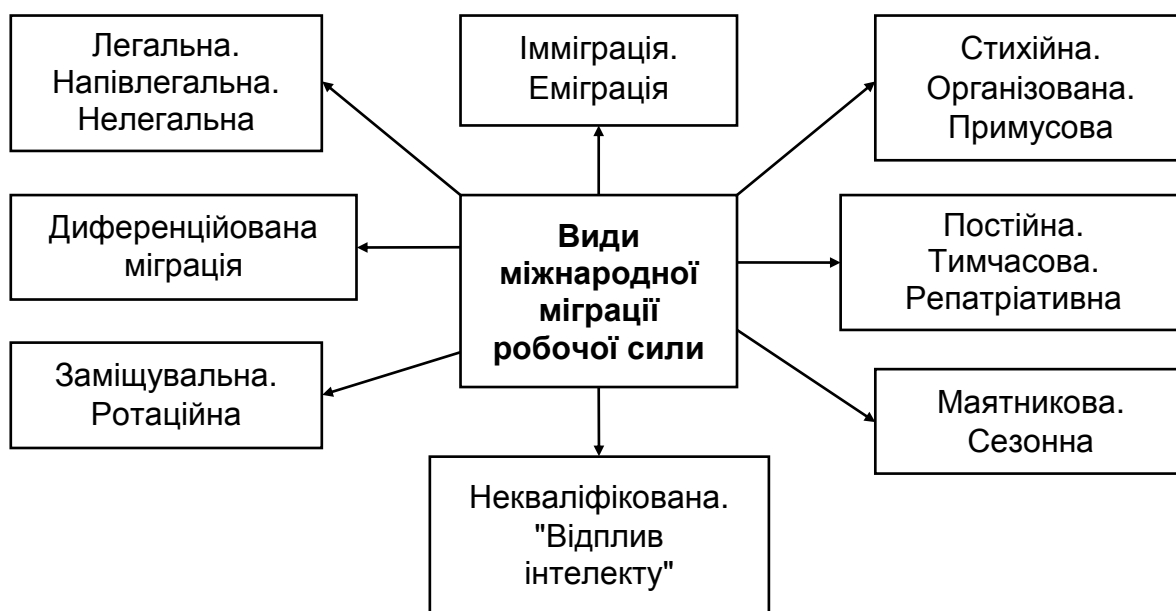 Легальна.
Напівлегальна.
Нелегальна
Імміграція.
Еміграція
Стихійна.
Організована.
Примусова
Диференційована
міграція
Види
міжнародної
міграції
робочої сили
Постійна.
Тимчасова.
Репатріативна
Заміщувальна.
Ротаційна
Маятникова.
Сезонна
Некваліфікована.
"Відплив
інтелекту"